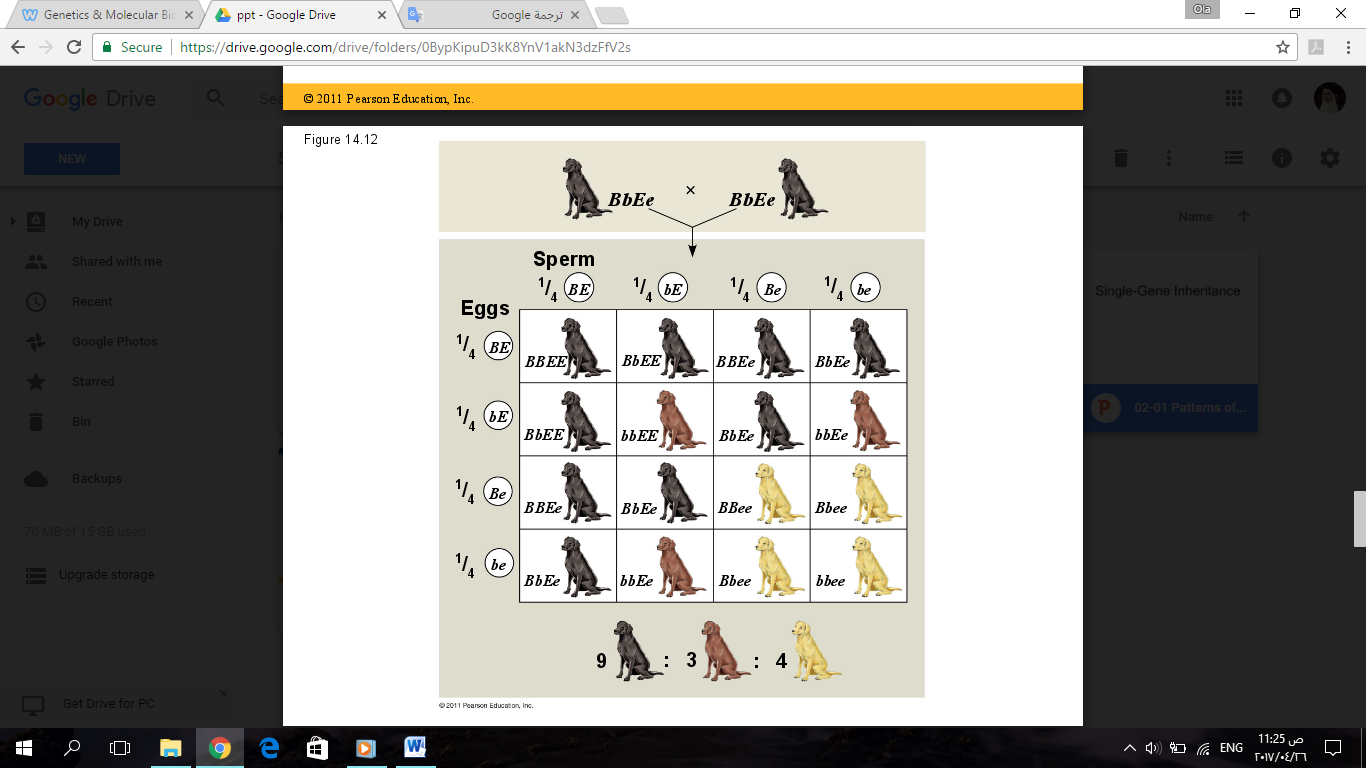 Genetics & Molecular Bio
ppt - Google Drive
ترجمة Google
Ola
Secure
https://drive.google.com/drive/folders/0BypKipuD3kK8YnV1akN3dzFfV2s
Google Drive
Sea
© 2011 Pearson Education, Inc.
Figure 14.12
NEW
My Drive
Shared with me
Recent
Google Photos
Starred
Bin
Backups
70 MB of 15 GB used
Upgrade storage
Get Drive for PC
Name
Single-Gene Inheritance
P 02-01 Patterns of...
BbEe × BbEe
Sperm
1/4 BE 1/4 bE 1/4 Be 1/4 be
Eggs
1/4 BE BBEE BbEE BBEe BbEe
1/4 bE BbEE bbEE BbEe bbEe
1/4 Be BBEe BbEe BBee Bbee
1/4 be BbEe bbEe Bbee bbee
9 : 3 : 4
© 2011 Pearson Education, Inc.
ENG
11:25 ص
٢٠١٧/٠٤/٢٦